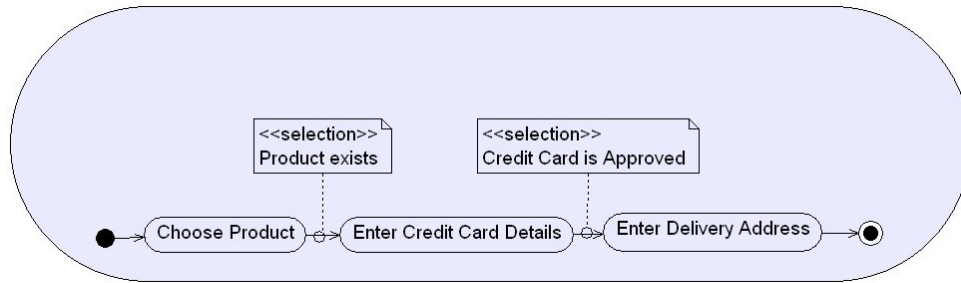 <<selection>>
Product exists
<<selection>>
Credit Card is Approved
Choose Product
Enter Credit Card Details
Enter Delivery Address